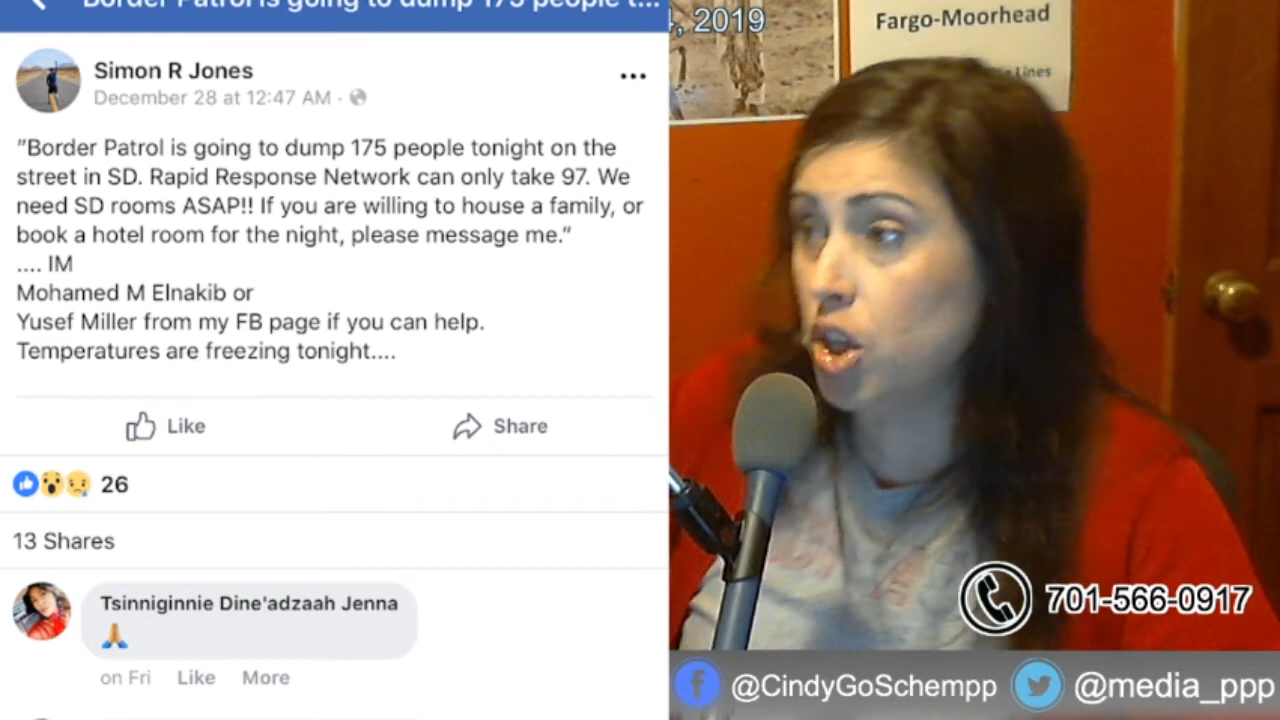 Border Patrol is going to dump 175 people t...
Simon R Jones
December 28 at 12:47 AM ·
"Border Patrol is going to dump 175 people tonight on the
street in SD. Rapid Response Network can only take 97. We
need SD rooms ASAP!! If you are willing to house a family, or
book a hotel room for the night, please message me."
.... IM
Mohamed M Elnakib or
Yusef Miller from my FB page if you can help.
Temperatures are freezing tonight....
Like
Share
26
13 Shares
Tsinniginnie Dine'adzaah Jenna
on Fri Like More
, 2019
Fargo-Moorhead
Lines
701-566-0917
@CindyGoSchempp
@media_ppp